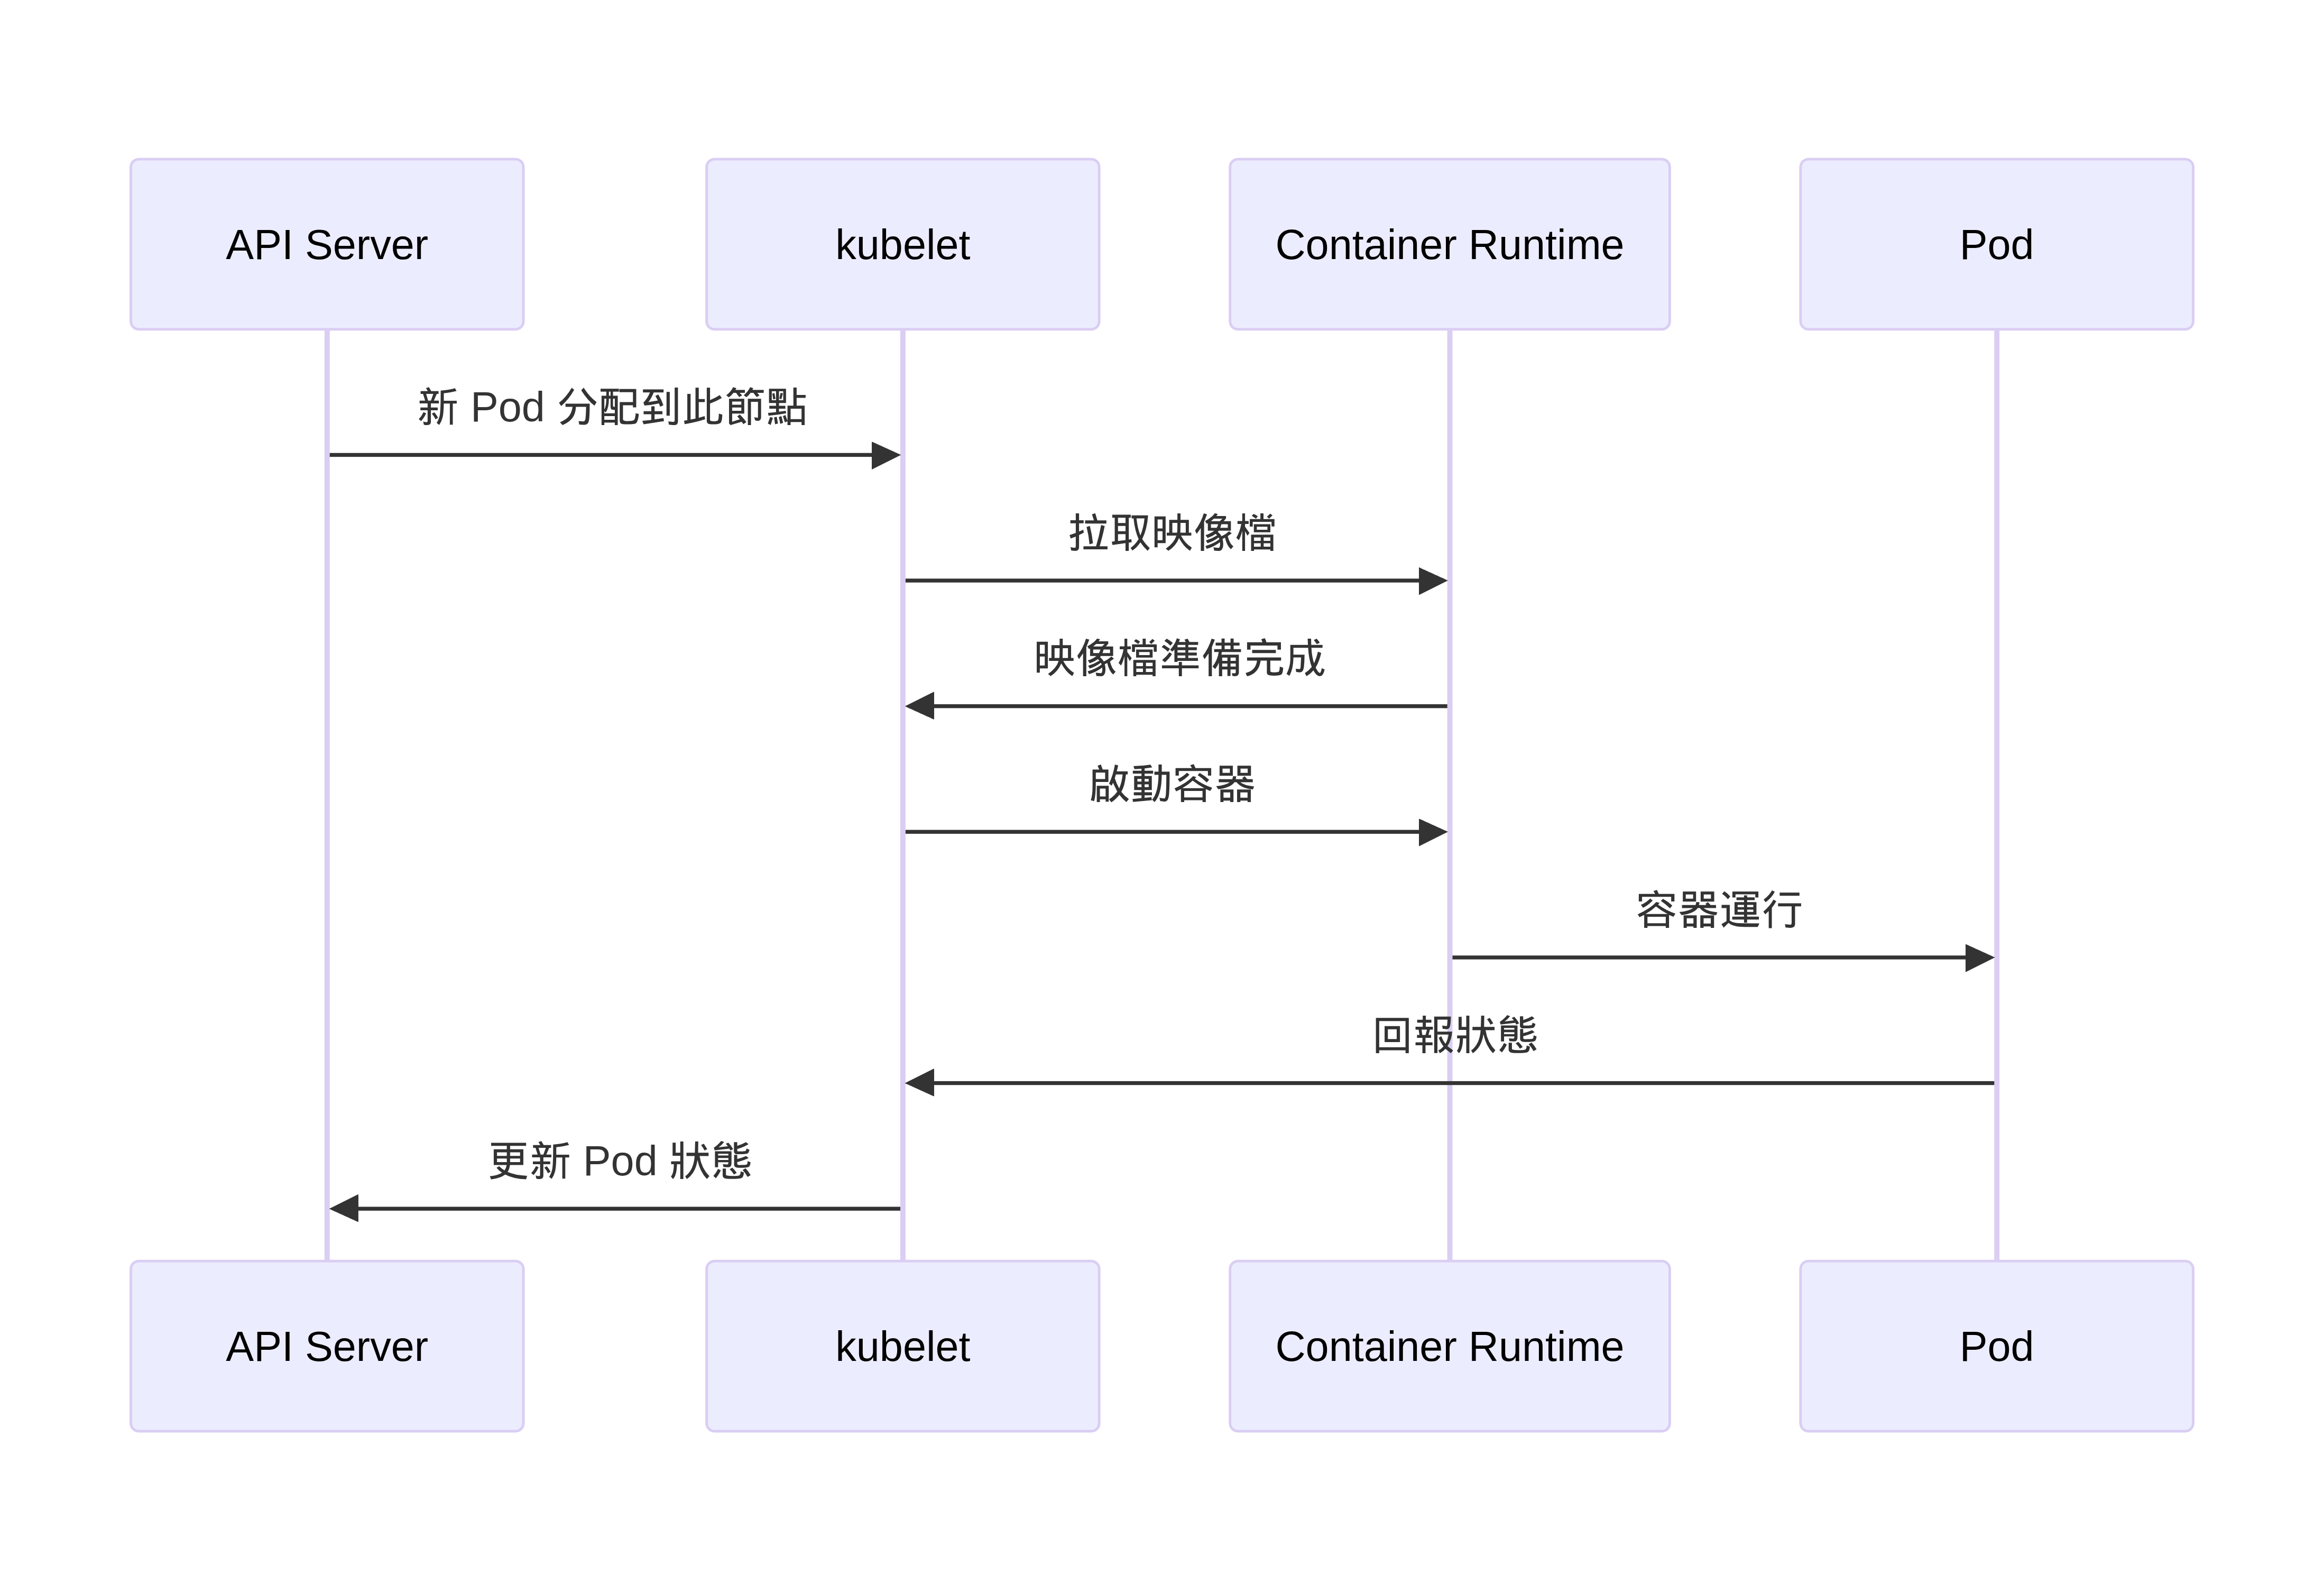 API Server
kubelet
Container Runtime
Pod
新 Pod 分配到此節點
拉取映像檔
映像檔準備完成
啟動容器
容器運行
回報狀態
更新 Pod 狀態
API Server
kubelet
Container Runtime
Pod